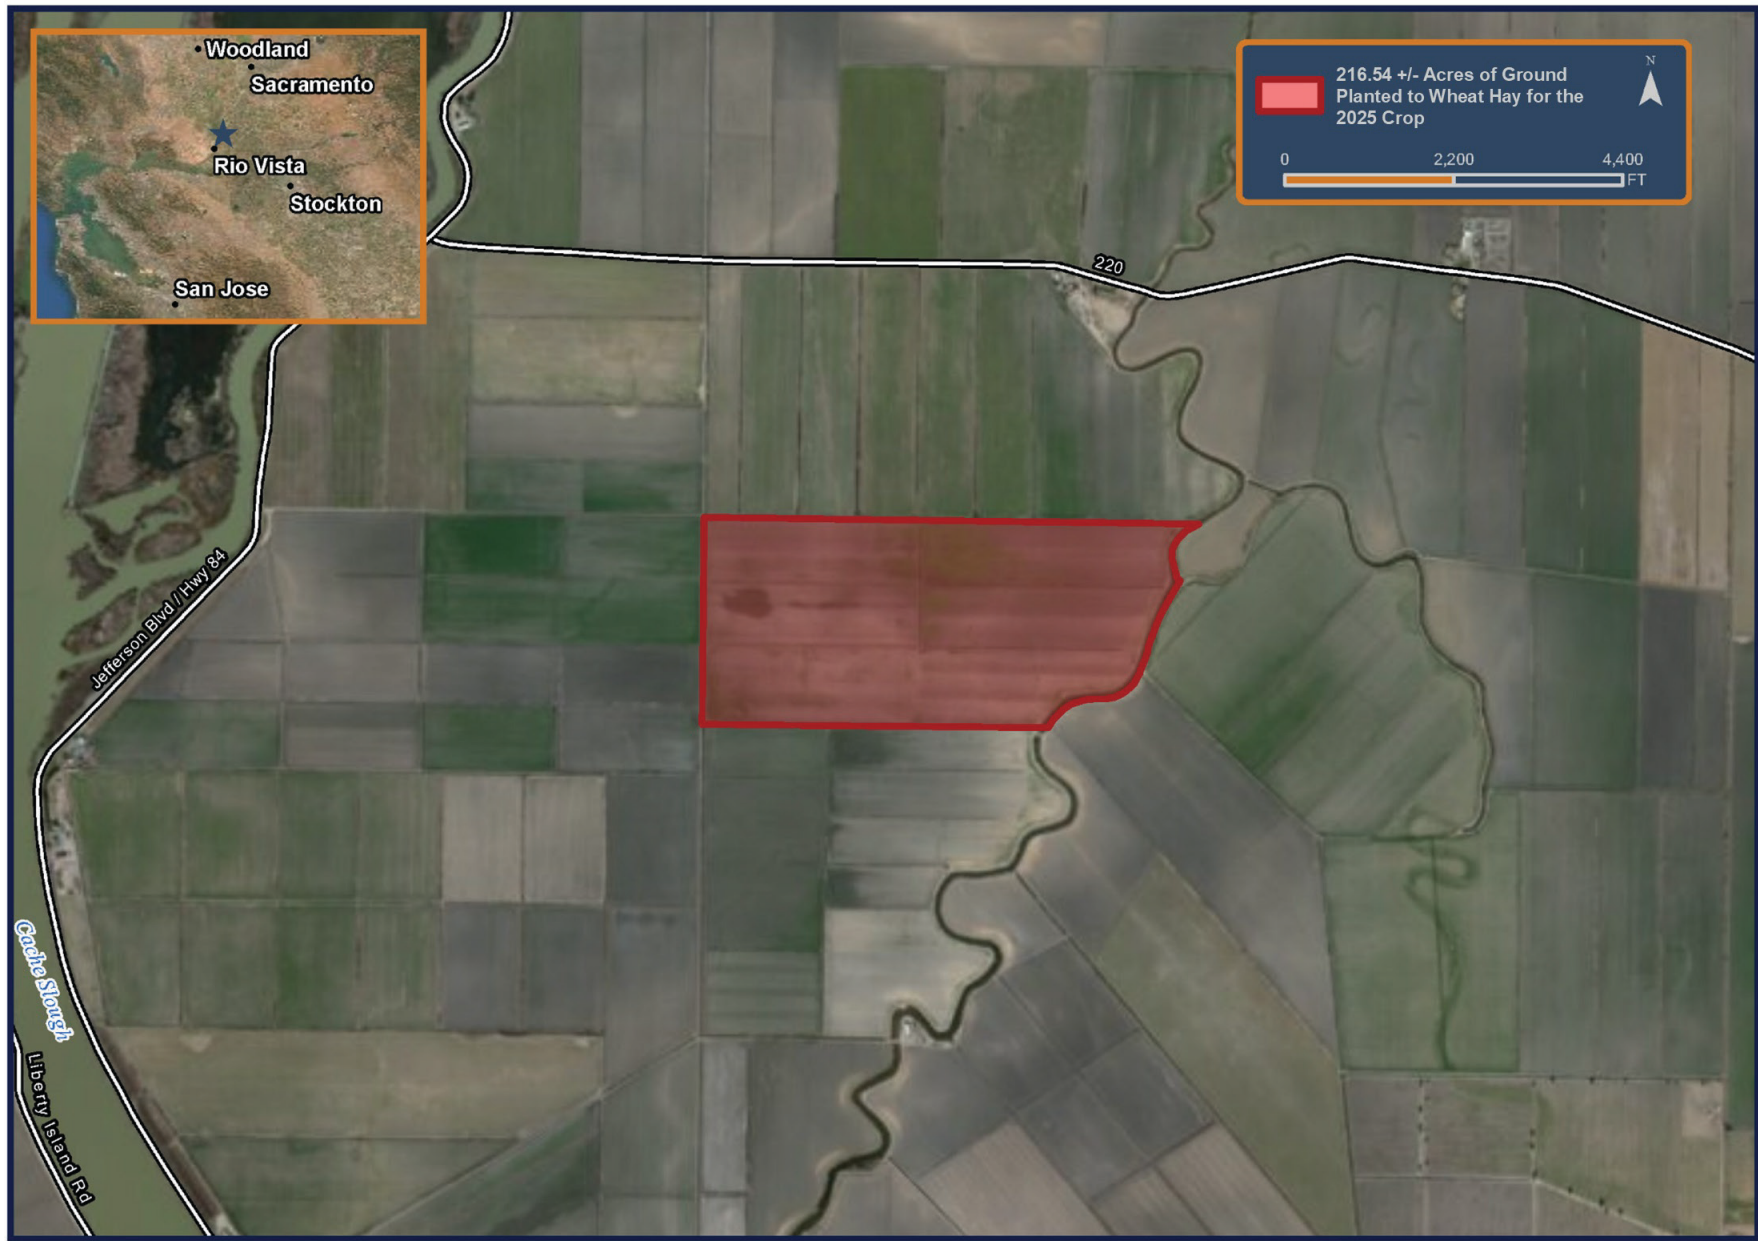 Woodland
Sacramento
Rio Vista
Stockton
San Jose
216.54 +/- Acres of Ground
Planted to Wheat Hay for the
2025 Crop
N
0 2,200 4,400
FT
220
Jefferson Blvd / Hwy 84
Cache Slough
Liberty Island Rd